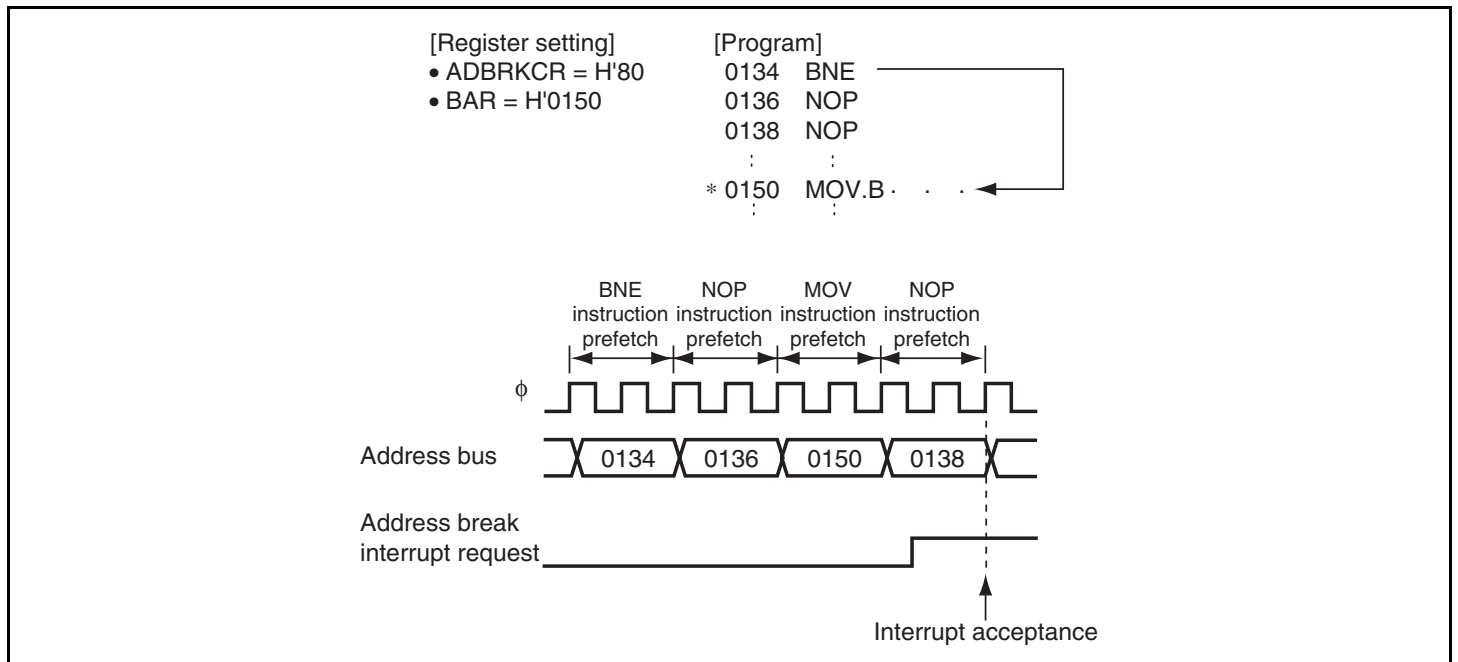 [Register setting]
• ADBRKCR = H'80
• BAR = H'0150
[Program]
0134 BNE
0136 NOP
0138 NOP
* 0150 MOV.B . . .
BNE instruction prefetch
NOP instruction prefetch
MOV instruction prefetch
NOP instruction prefetch
ϕ
Address bus
0134 0136 0150 0138
Address break
interrupt request
Interrupt acceptance